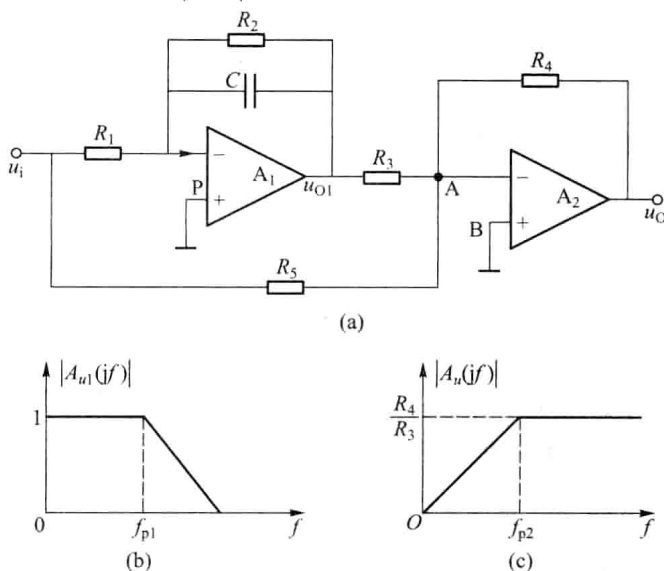 R2
C
R4
R1
ui
−
A1
P
+
uO1
R3
A
−
A2
B
+
uO
R5
(a)
|Au1(jf)|
1
0
fp1
f
(b)
|Au(jf)|
R4
R3
O
fp2
f
(c)